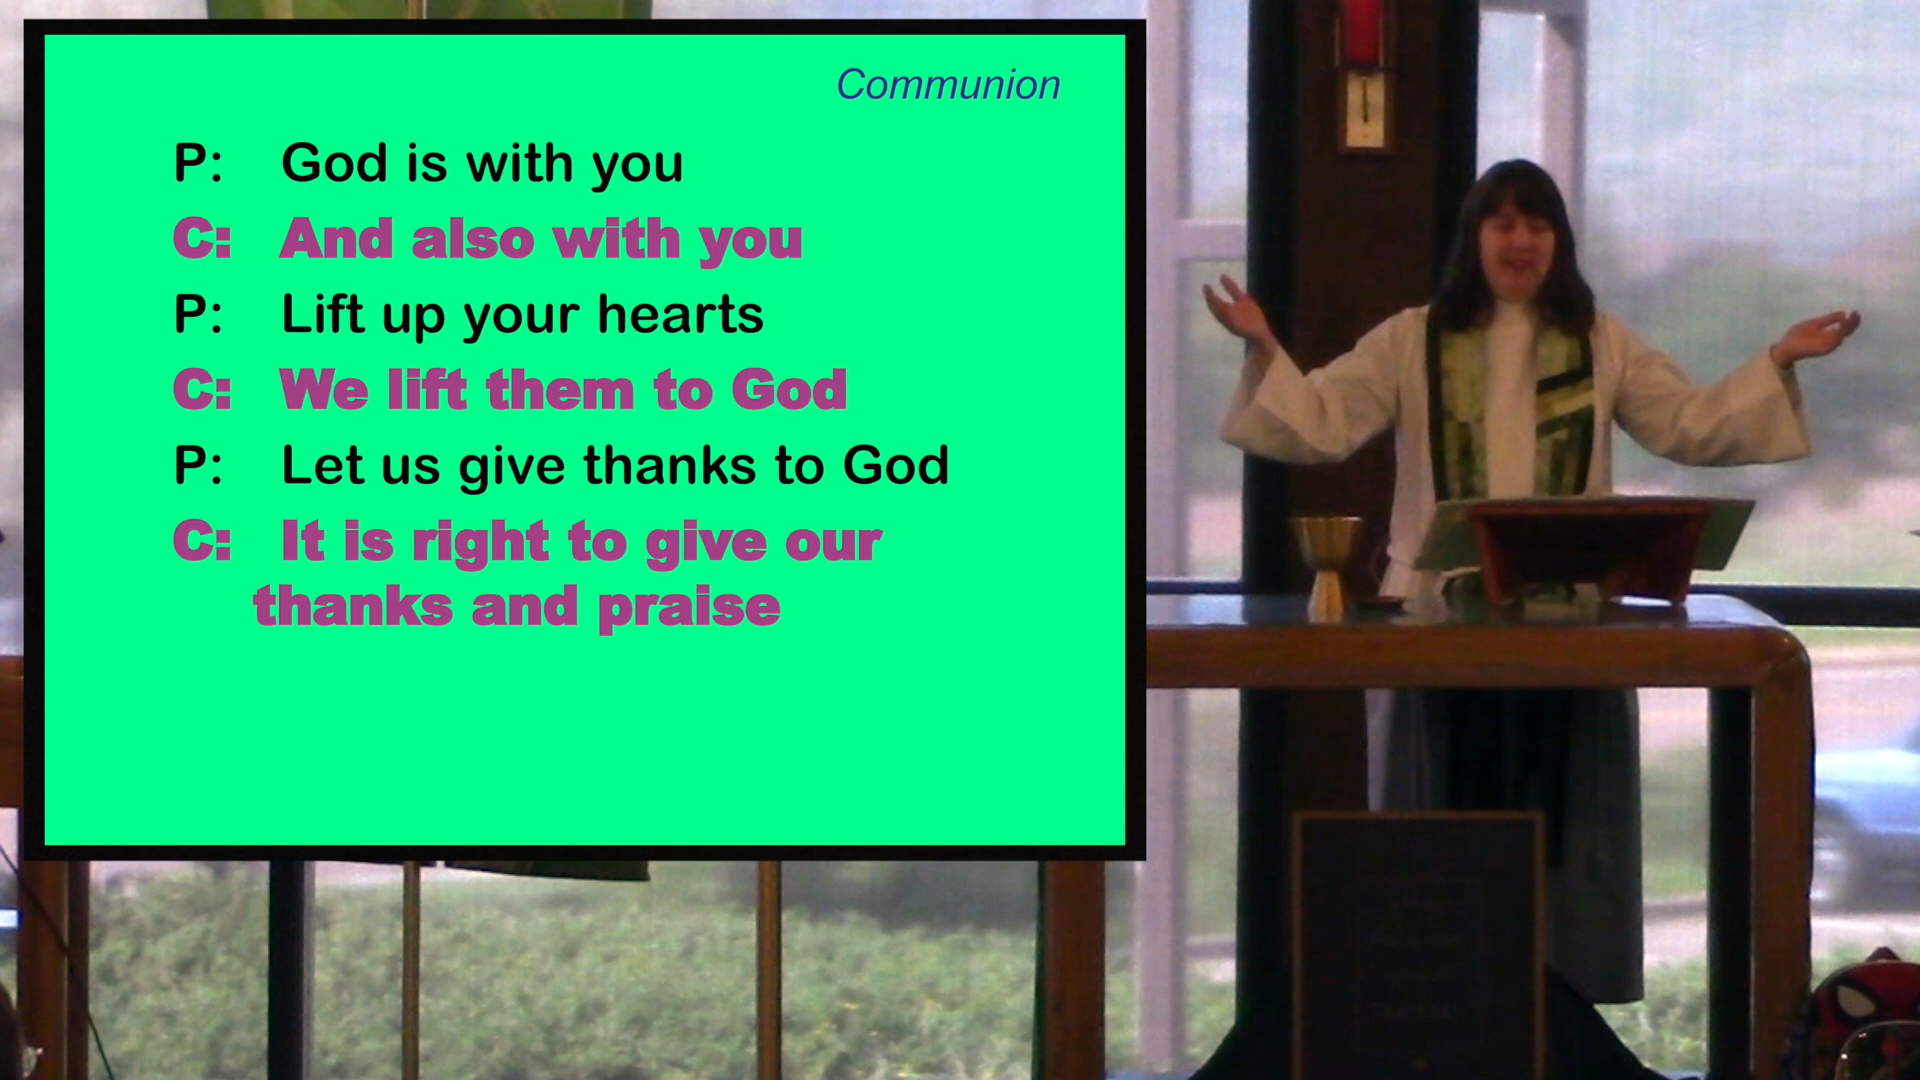 Communion
P: God is with you
C: And also with you
P: Lift up your hearts
C: We lift them to God
P: Let us give thanks to God
C: It is right to give our
thanks and praise